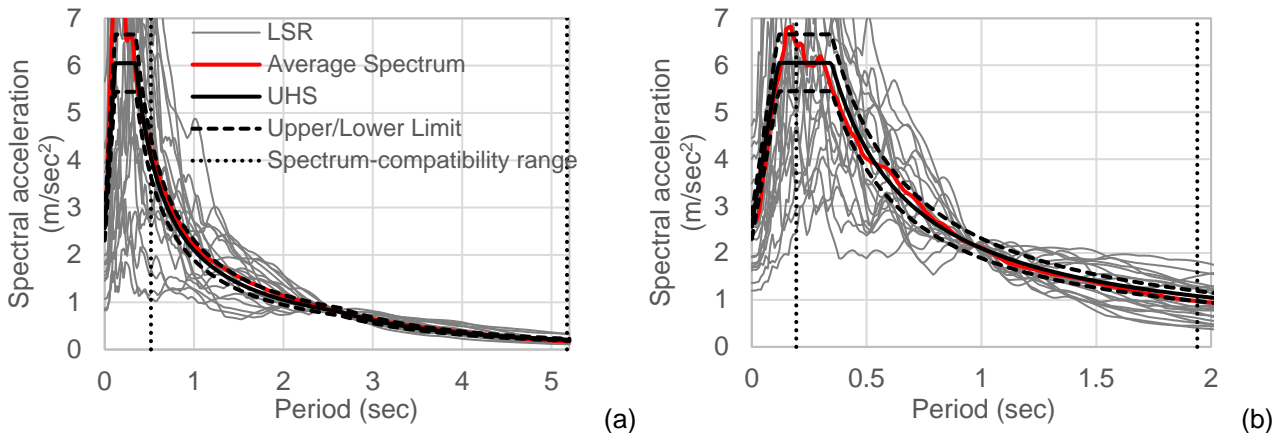 7
6
5
4
3
2
1
0
Spectral acceleration
(m/sec²)
LSR
Average Spectrum
UHS
Upper/Lower Limit
Spectrum-compatibility range
0 1 2 3 4 5
Period (sec)
(a)
7
6
5
4
3
2
1
0
Spectral acceleration
(m/sec²)
0 0.5 1 1.5 2
Period (sec)
(b)